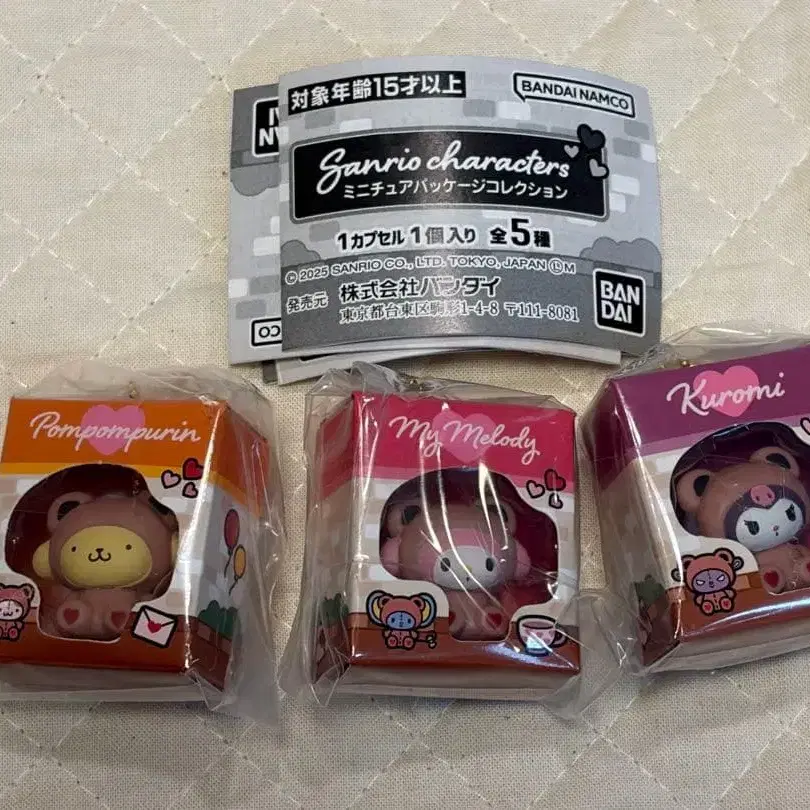 対象年齢15才以上
BANDAI NAMCO
Sanrio characters
ミニチュアパッケージコレクション
1カプセル1個入り 全5種
© 2025 SANRIO CO., LTD. TOKYO, JAPAN Ⓛ M
発売元 株式会社バンダイ
東京都台東区駒形1-4-8 〒111-8081
BAN
DAI
Pompompurin
My Melody
Kuromi